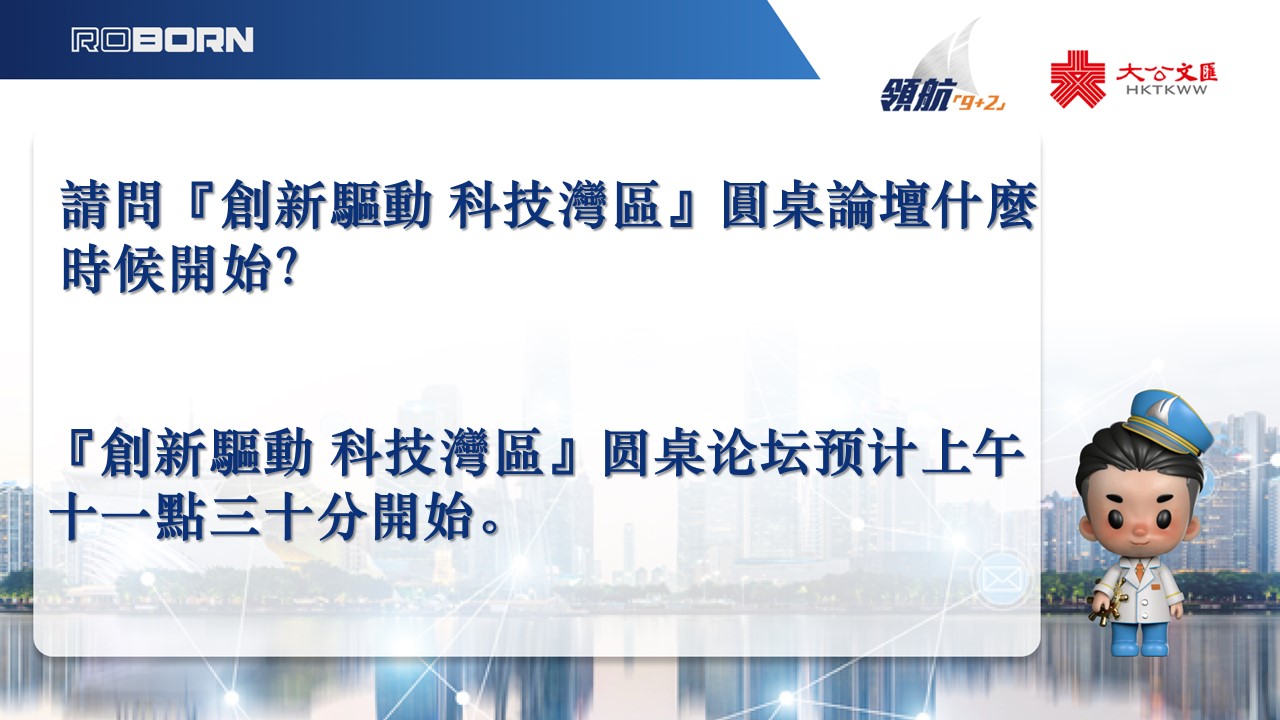 ROBORN
領航「9+2」
大公文匯
HKTKWW
請問『創新驅動 科技灣區』圓桌論壇什麼
時候開始？
『創新驅動 科技灣區』圆桌论坛预计上午
十一點三十分開始。